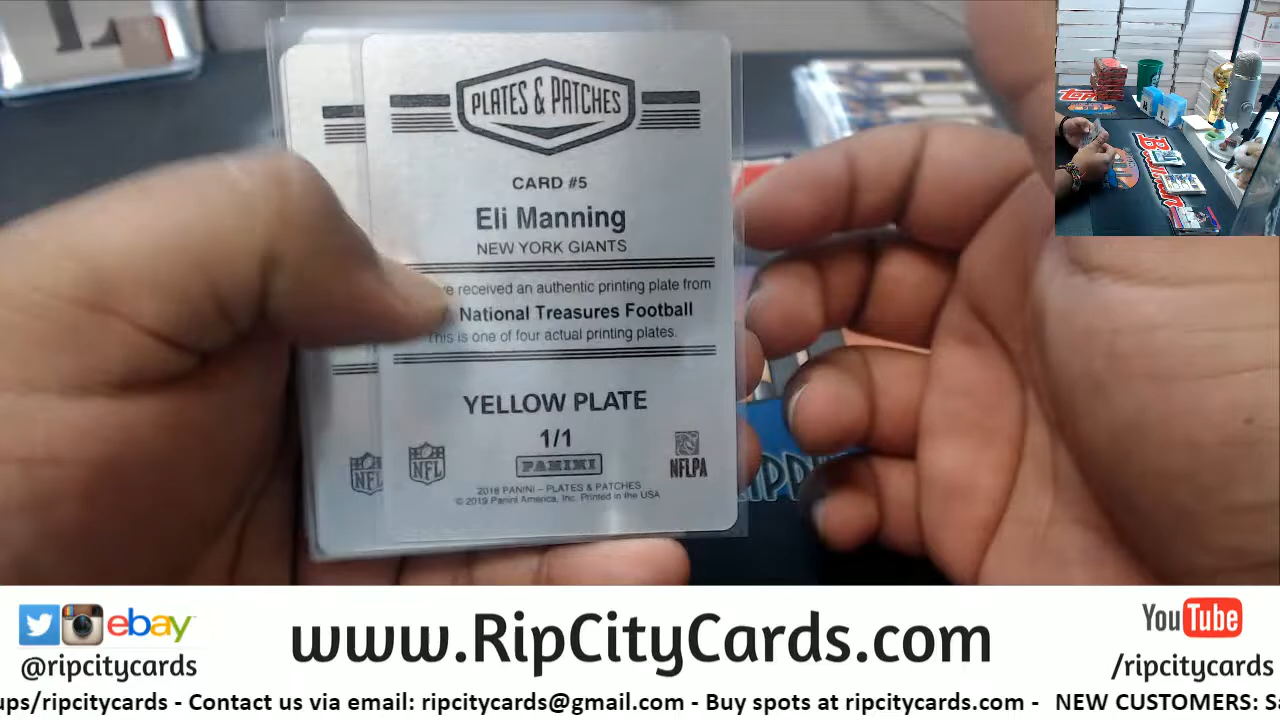 PLATES & PATCHES
CARD #5
Eli Manning
NEW YORK GIANTS
received an authentic printing plate from
National Treasures Football
This is one of four actual printing plates.
YELLOW PLATE
1/1
NFL
NFL
PANINI
NFLPA
2018 PANINI – PLATES & PATCHES
© 2019 Panini America, Inc. Printed in the USA
ebay
@ripcitycards
www.RipCityCards.com
YouTube
/ripcitycards
ups/ripcitycards - Contact us via email: ripcitycards@gmail.com - Buy spots at ripcitycards.com - NEW CUSTOMERS: